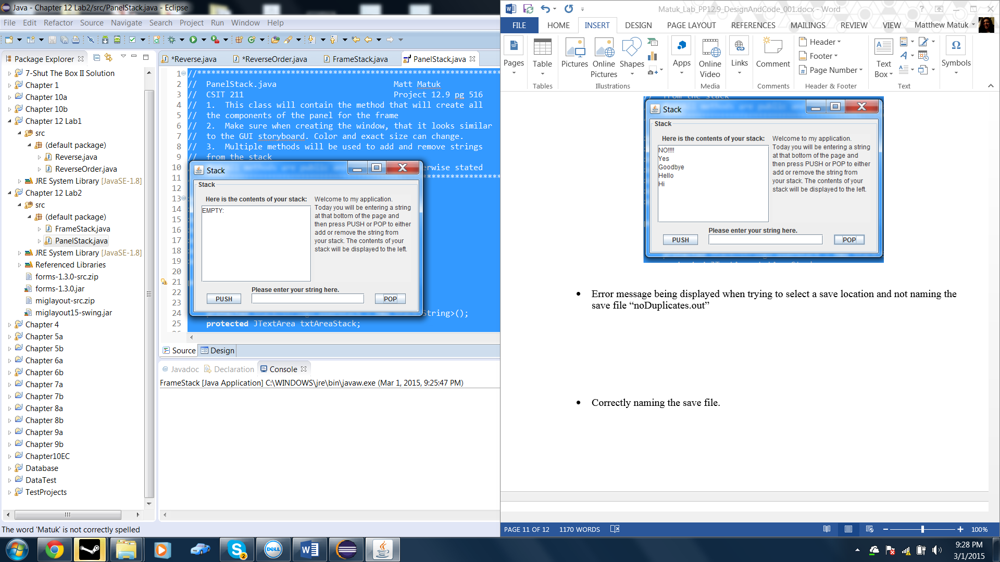 Java - Chapter 12 Lab2/src/PanelStack.java - Eclipse
File Edit Refactor Source Navigate Search Project Run Window Help
Package Explorer
7-Shut The Box II Solution
Chapter 1
Chapter 10a
Chapter 10b
Chapter 12 Lab1
src
(default package)
Reverse.java
ReverseOrder.java
JRE System Library [JavaSE-1.8]
Chapter 12 Lab2
src
(default package)
FrameStack.java
PanelStack.java
JRE System Library [JavaSE-1.8]
Referenced Libraries
forms-1.3.0-src.zip
forms-1.3.0.jar
miglayout-src.zip
miglayout15-swing.jar
Chapter 4
Chapter 5a
Chapter 5b
Chapter 6a
Chapter 6b
Chapter 7a
Chapter 7b
Chapter 8a
Chapter 8b
Chapter 9a
Chapter 9b
Chapter10EC
Database
DataTest
TestProjects
The word 'Matuk' is not correctly spelled
*Reverse.java *ReverseOrder.java FrameStack.java PanelStack.java
1 //****************************************************************
2 // PanelStack.java Matt Matuk
3 // CSIT 211 Project 12.9 pg 516
4 // 1. This class will contain the method that will create all
5 // the components of the panel for the frame
6 // 2. Make sure when creating the window, that it looks similar
7 // to the GUI storyboard. Color and exact size can change.
8 // 3. Multiple methods will be used to add and remove strings
9 // from the stack
10 erwise stated
11 *****************
12
13
14
15
16
17
18
19
20
21
22
23
24 String>();
25 protected JTextArea txtAreaStack;
Stack
Stack
Here is the contents of your stack:
EMPTY:
Welcome to my application.
Today you will be entering a string
at that bottom of the page and
then press PUSH or POP to either
add or remove the string from
your stack. The contents of your
stack will be displayed to the left.
Please enter your string here.
PUSH POP
Source Design
Javadoc Declaration Console
FrameStack [Java Application] C:\WINDOWS\jre\bin\javaw.exe (Mar 1, 2015, 9:25:47 PM)
Matuk_Lab_PP12.9_DesignAndCode_001.docx - Word
FILE HOME INSERT DESIGN PAGE LAYOUT REFERENCES MAILINGS REVIEW VIEW Matthew Matuk
Pages Table Pictures Online Pictures Shapes Apps Online Video Links Comment Header Footer Page Number Text Box Symbols
Tables Illustrations Media Comments Header & Footer Text
from the stack
Stack
Stack
Here is the contents of your stack:
NO!!!!
Yes
Goodbye
Hello
Hi
Welcome to my application.
Today you will be entering a string
at that bottom of the page and
then press PUSH or POP to either
add or remove the string from
your stack. The contents of your
stack will be displayed to the left.
Please enter your string here.
PUSH POP
• Error message being displayed when trying to select a save location and not naming the
save file “noDuplicates.out”
• Correctly naming the save file.
PAGE 11 OF 12 1170 WORDS 100%
DELL
2
9:28 PM
3/1/2015